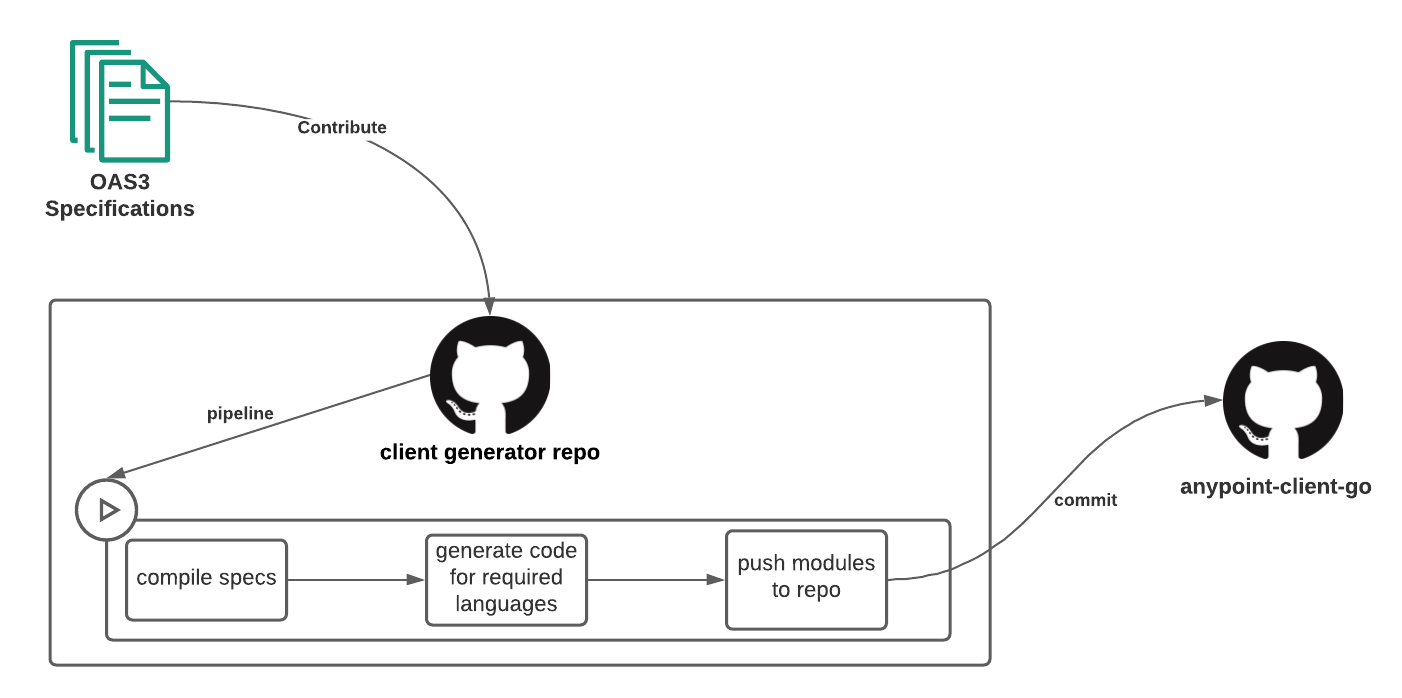 Contribute
OAS3
Specifications
pipeline
client generator repo
anypoint-client-go
commit
compile specs
generate code
for required
languages
push modules
to repo